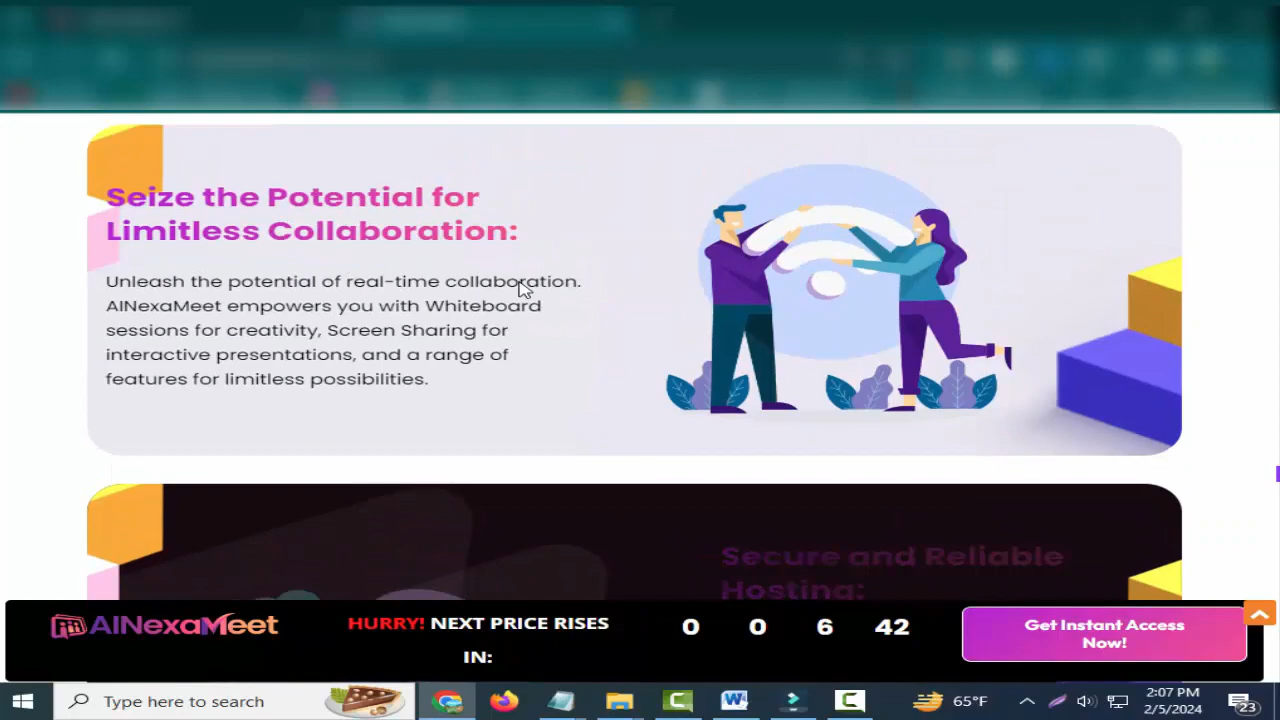 Seize the Potential for
Limitless Collaboration:
Unleash the potential of real-time collaboration.
AINexaMeet empowers you with Whiteboard
sessions for creativity, Screen Sharing for
interactive presentations, and a range of
features for limitless possibilities.
Secure and Reliable
Hosting:
AINexaMeet
HURRY! NEXT PRICE RISES
IN:
0 0 6 42
Get Instant Access
Now!
Type here to search
65°F
2:07 PM
2/5/2024
23